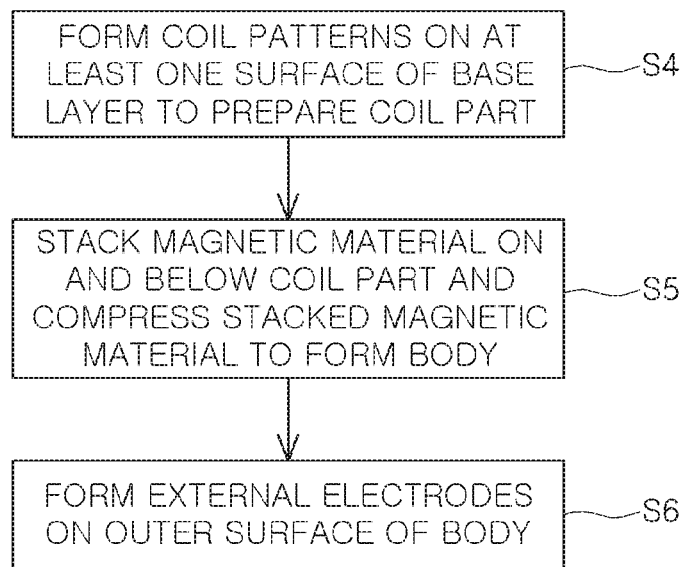 FORM COIL PATTERNS ON AT
LEAST ONE SURFACE OF BASE
LAYER TO PREPARE COIL PART
S4
STACK MAGNETIC MATERIAL ON
AND BELOW COIL PART AND
COMPRESS STACKED MAGNETIC
MATERIAL TO FORM BODY
S5
FORM EXTERNAL ELECTRODES
ON OUTER SURFACE OF BODY
S6